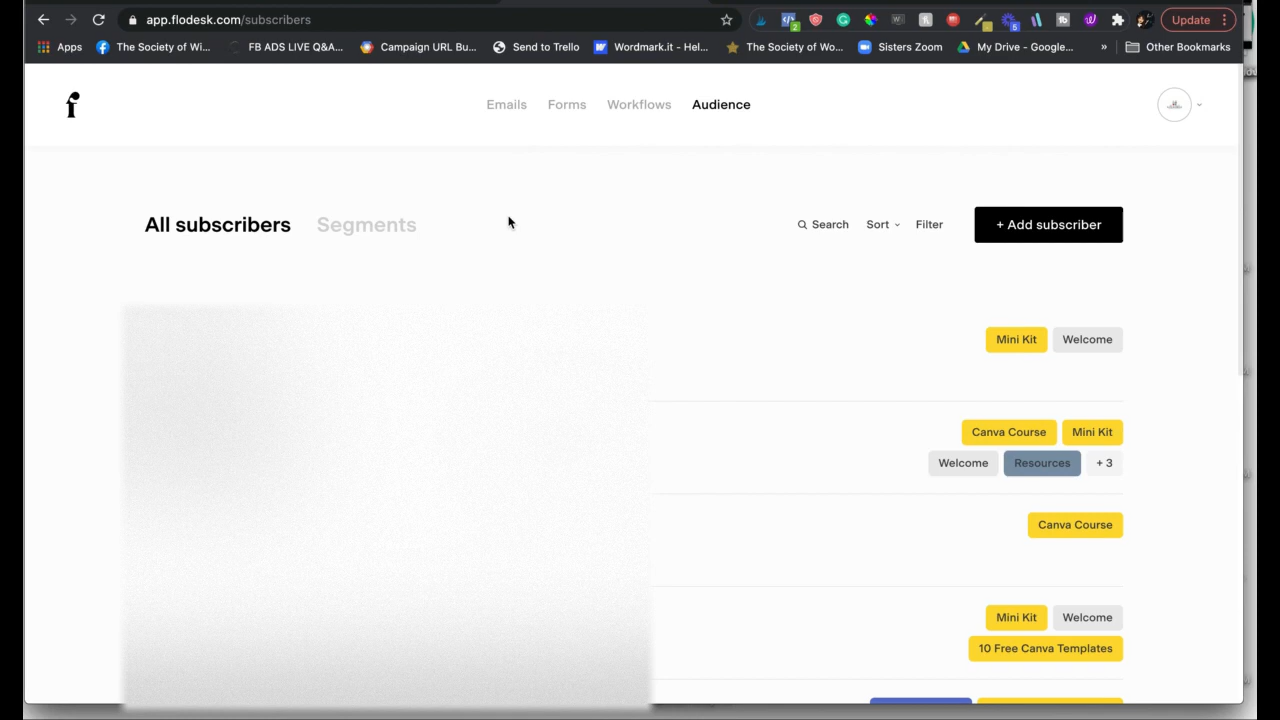 app.flodesk.com/subscribers
Update
Apps
The Society of Wi...
FB ADS LIVE Q&A...
Campaign URL Bu...
Send to Trello
Wordmark.it - Hel...
The Society of Wo...
Sisters Zoom
My Drive - Google...
»
Other Bookmarks
f
Emails
Forms
Workflows
Audience
All subscribers
Segments
Search
Sort
Filter
+ Add subscriber
Mini Kit
Welcome
Canva Course
Mini Kit
Welcome
Resources
+ 3
Canva Course
Mini Kit
Welcome
10 Free Canva Templates